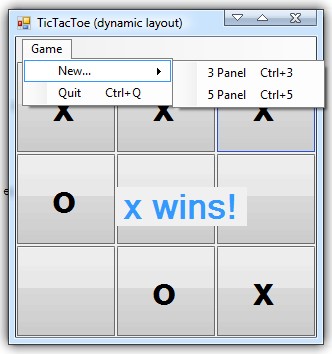 TicTacToe (dynamic layout)
Game
New...
3 Panel Ctrl+3
Quit Ctrl+Q
5 Panel Ctrl+5
x x x
o
x wins!
o x